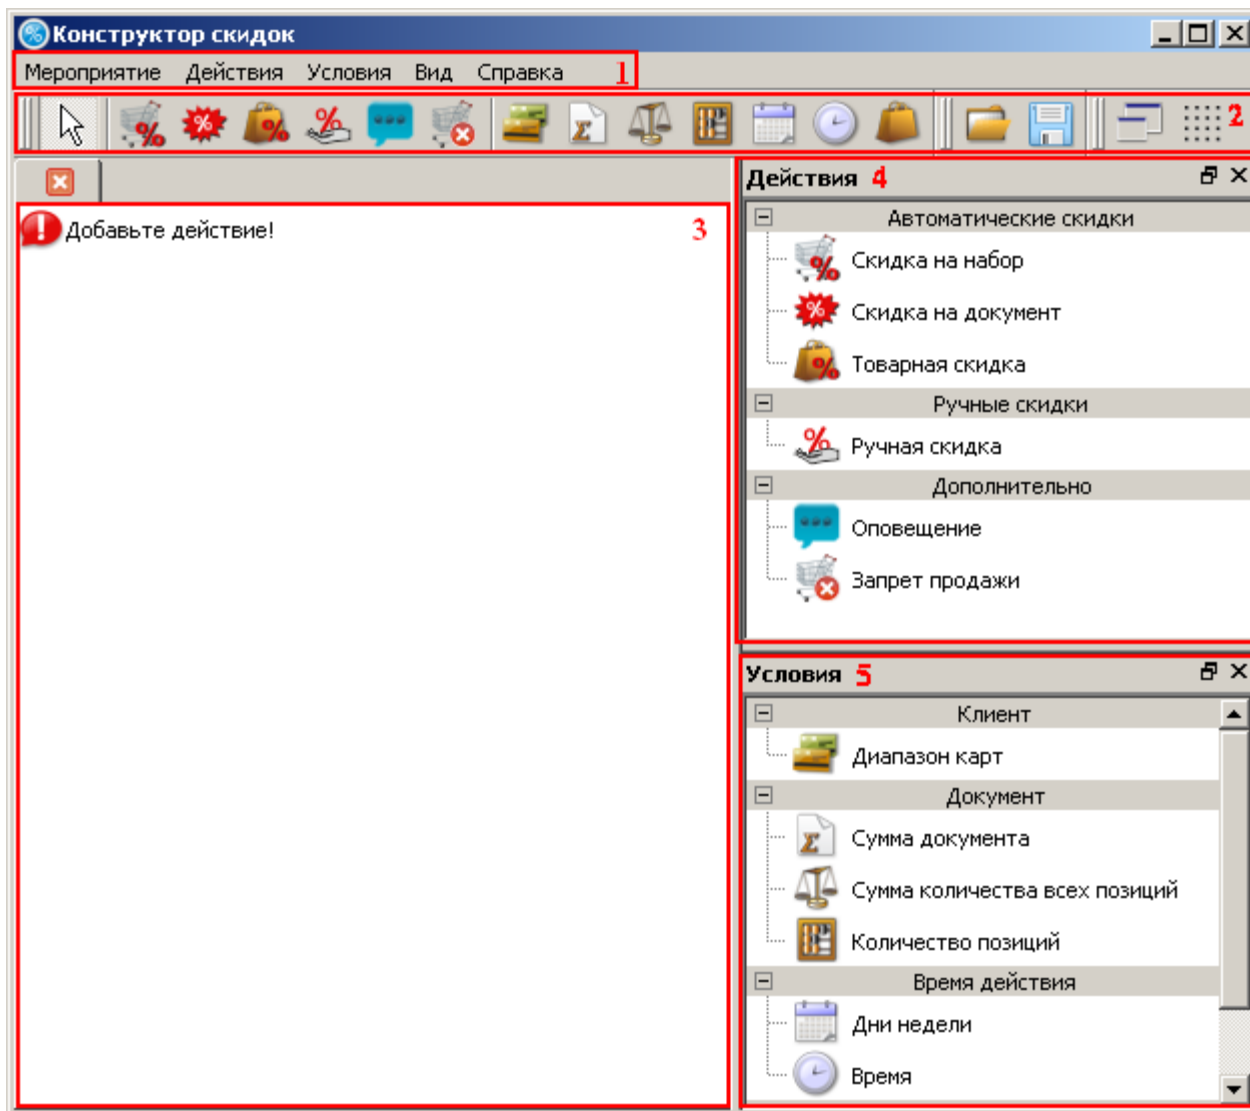 Конструктор скидок
Мероприятие Действия Условия Вид Справка 1
2
Действия 4
Добавьте действие! 3
Автоматические скидки
Скидка на набор
Скидка на документ
Товарная скидка
Ручные скидки
Ручная скидка
Дополнительно
Оповещение
Запрет продажи
Условия 5
Клиент
Диапазон карт
Документ
Сумма документа
Сумма количества всех позиций
Количество позиций
Время действия
Дни недели
Время